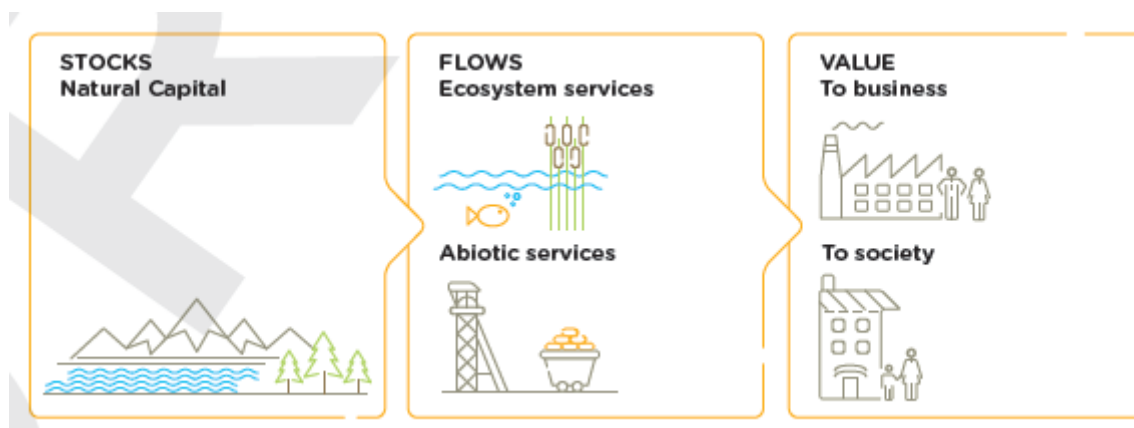 STOCKS
Natural Capital
FLOWS
Ecosystem services
Abiotic services
VALUE
To business
To society